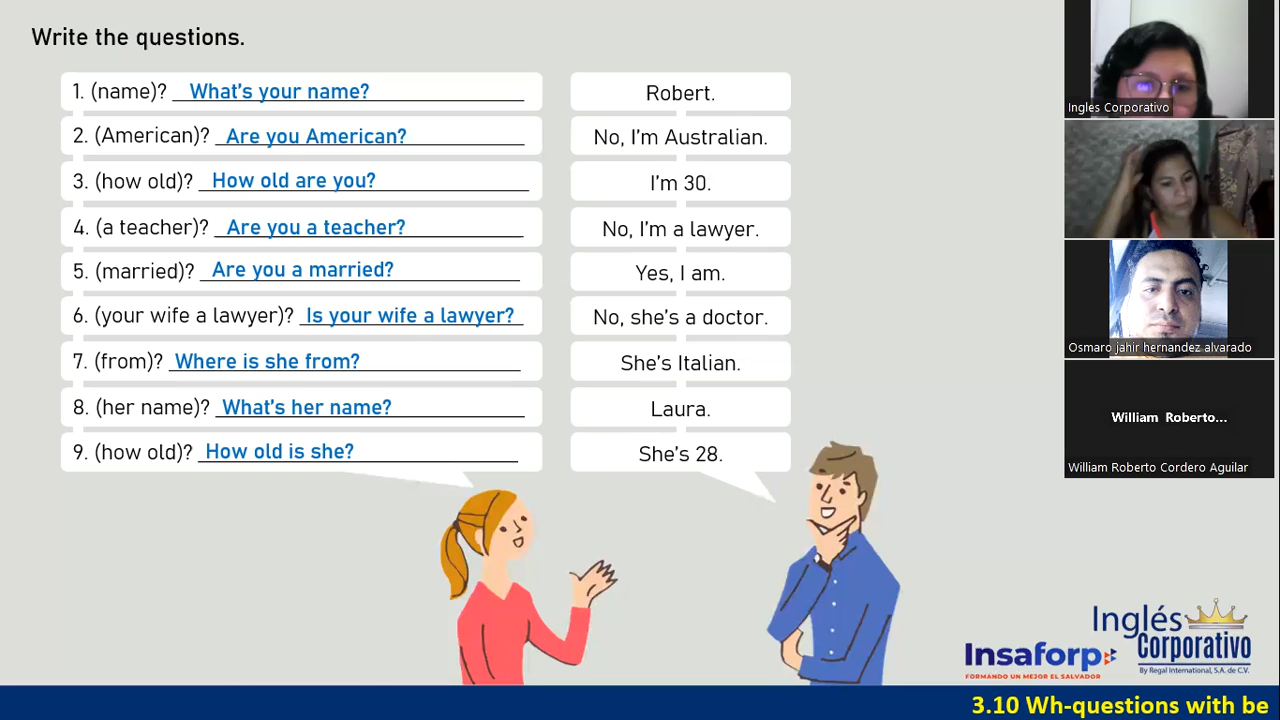 Write the questions.
1. (name)? What's your name?
Robert.
2. (American)? Are you American?
No, I'm Australian.
3. (how old)? How old are you?
I'm 30.
4. (a teacher)? Are you a teacher?
No, I'm a lawyer.
5. (married)? Are you a married?
Yes, I am.
6. (your wife a lawyer)? Is your wife a lawyer?
No, she's a doctor.
7. (from)? Where is she from?
She's Italian.
8. (her name)? What's her name?
Laura.
9. (how old)? How old is she?
She's 28.
Ingles Corporativo
Osmaro jahir hernandez alvarado
William Roberto...
William Roberto Cordero Aguilar
Insaforp
FORMANDO UN MEJOR EL SALVADOR
Inglés
Corporativo
By Regal International, S.A. de C.V.
3.10 Wh-questions with be